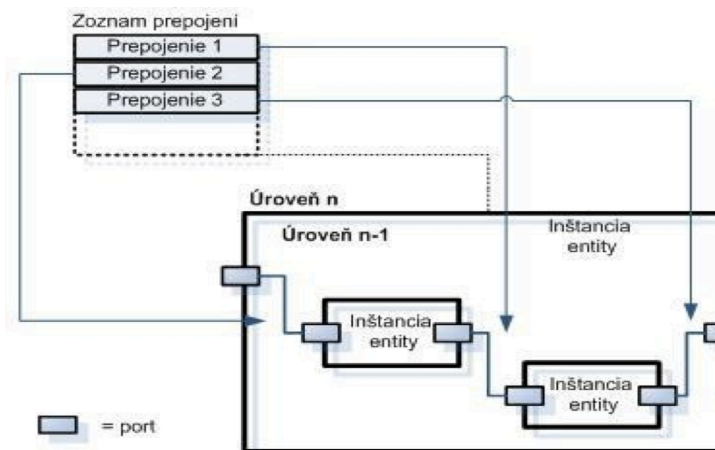 Zoznam prepojení
Prepojenie 1
Prepojenie 2
Prepojenie 3
Úroveň n
Úroveň n-1
Inštancia
entity
Inštancia
entity
Inštancia
entity
= port